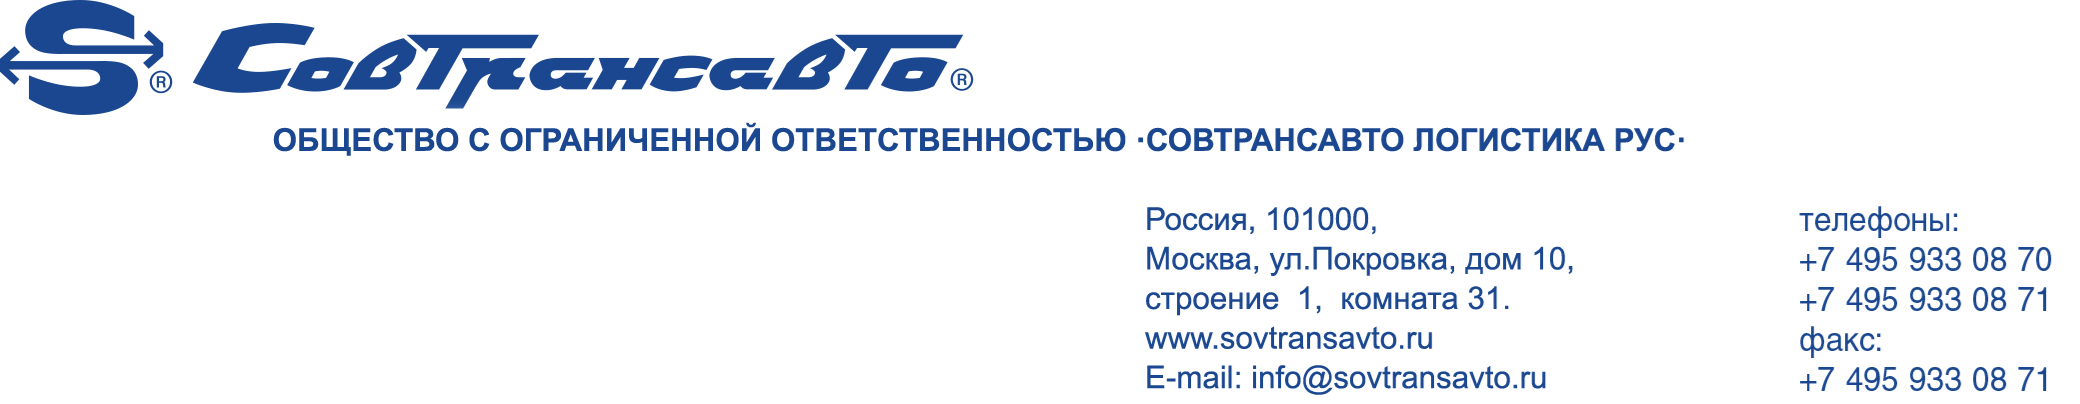 S ® Совтрансавто ®
ОБЩЕСТВО С ОГРАНИЧЕННОЙ ОТВЕТСТВЕННОСТЬЮ ·СОВТРАНСАВТО ЛОГИСТИКА РУС·
Россия, 101000,
Москва, ул.Покровка, дом 10,
строение 1, комната 31.
www.sovtransavto.ru
E-mail: info@sovtransavto.ru
телефоны:
+7 495 933 08 70
+7 495 933 08 71
факс:
+7 495 933 08 71